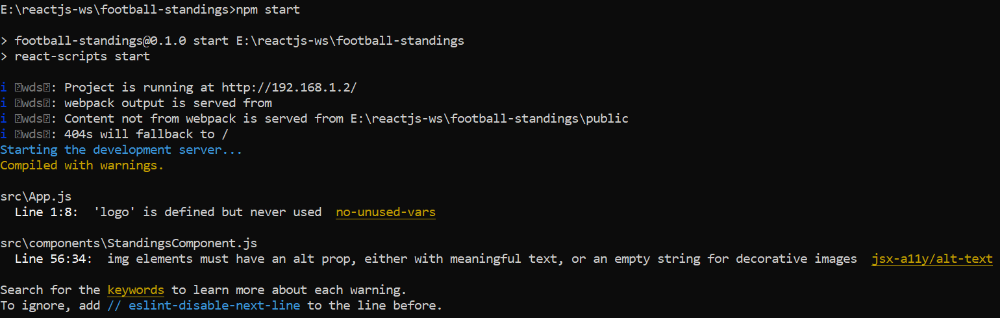 E:\reactjs-ws\football-standings>npm start
> football-standings@0.1.0 start E:\reactjs-ws\football-standings
> react-scripts start
i ⍰wds⍰: Project is running at http://192.168.1.2/
i ⍰wds⍰: webpack output is served from
i ⍰wds⍰: Content not from webpack is served from E:\reactjs-ws\football-standings\public
i ⍰wds⍰: 404s will fallback to /
Starting the development server...
Compiled with warnings.
src\App.js
Line 1:8:  'logo' is defined but never used  no-unused-vars
src\components\StandingsComponent.js
Line 56:34:  img elements must have an alt prop, either with meaningful text, or an empty string for decorative images  jsx-a11y/alt-text
Search for the keywords to learn more about each warning.
To ignore, add // eslint-disable-next-line to the line before.